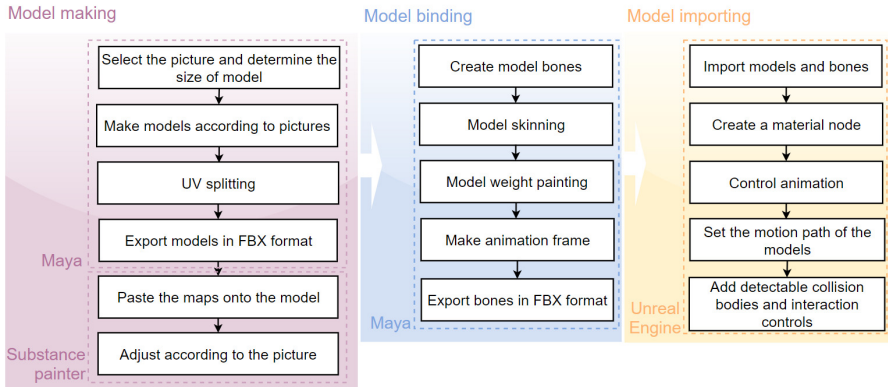 Model making
Select the picture and determine the
size of model
Make models according to pictures
UV splitting
Export models in FBX format
Maya
Paste the maps onto the model
Adjust according to the picture
Substance
painter
Model binding
Create model bones
Model skinning
Model weight painting
Make animation frame
Export bones in FBX format
Maya
Model importing
Import models and bones
Create a material node
Control animation
Set the motion path of the
models
Add detectable collision
bodies and interaction
controls
Unreal
Engine